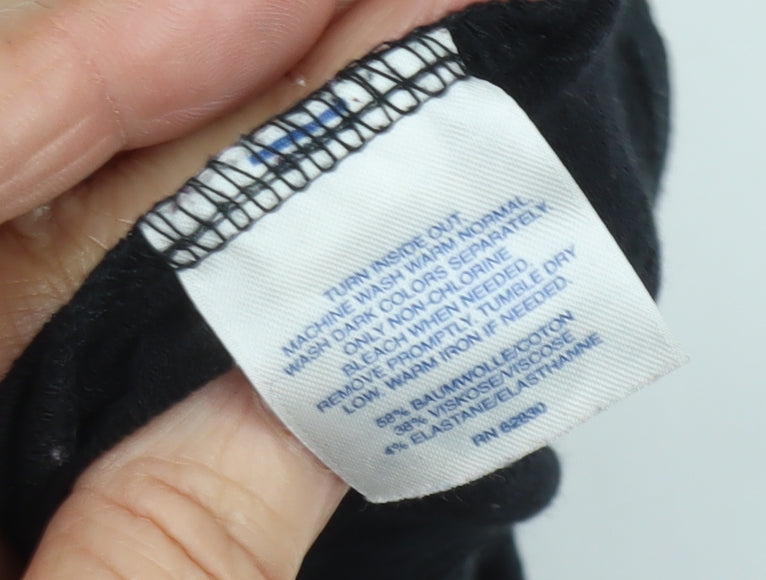 TURN INSIDE OUT.
MACHINE WASH WARM NORMAL
WASH DARK COLORS SEPARATELY
ONLY NON-CHLORINE
BLEACH WHEN NEEDED
REMOVE PROMPTLY, TUMBLE DRY
LOW, WARM IRON IF NEEDED.
58% BAUMWOLLE/COTON
38% VISKOSE/VISCOSE
4% ELASTANE/ELASTHANNE
RN 62830